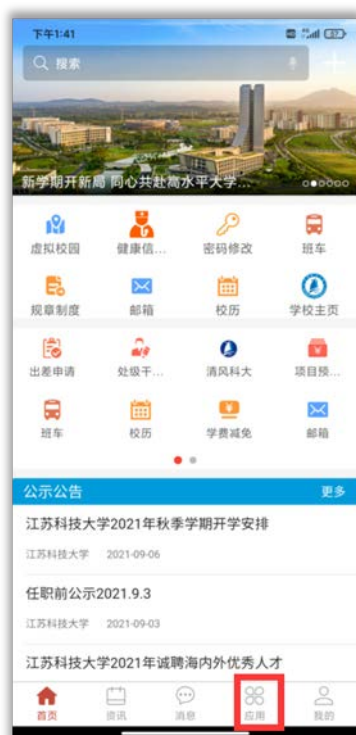 下午1:41
搜索
新学期开新局 同心共赴高水平大学...
虚拟校园 健康信... 密码修改 班车
规章制度 邮箱 校历 学校主页
出差申请 处级干... 清风科大 项目预...
班车 校历 学费减免 邮箱
公示公告 更多
江苏科技大学2021年秋季学期开学安排
江苏科技大学 2021-09-06
任职前公示2021.9.3
江苏科技大学 2021-09-03
江苏科技大学2021年诚聘海内外优秀人才
首页 资讯 消息 应用 我的